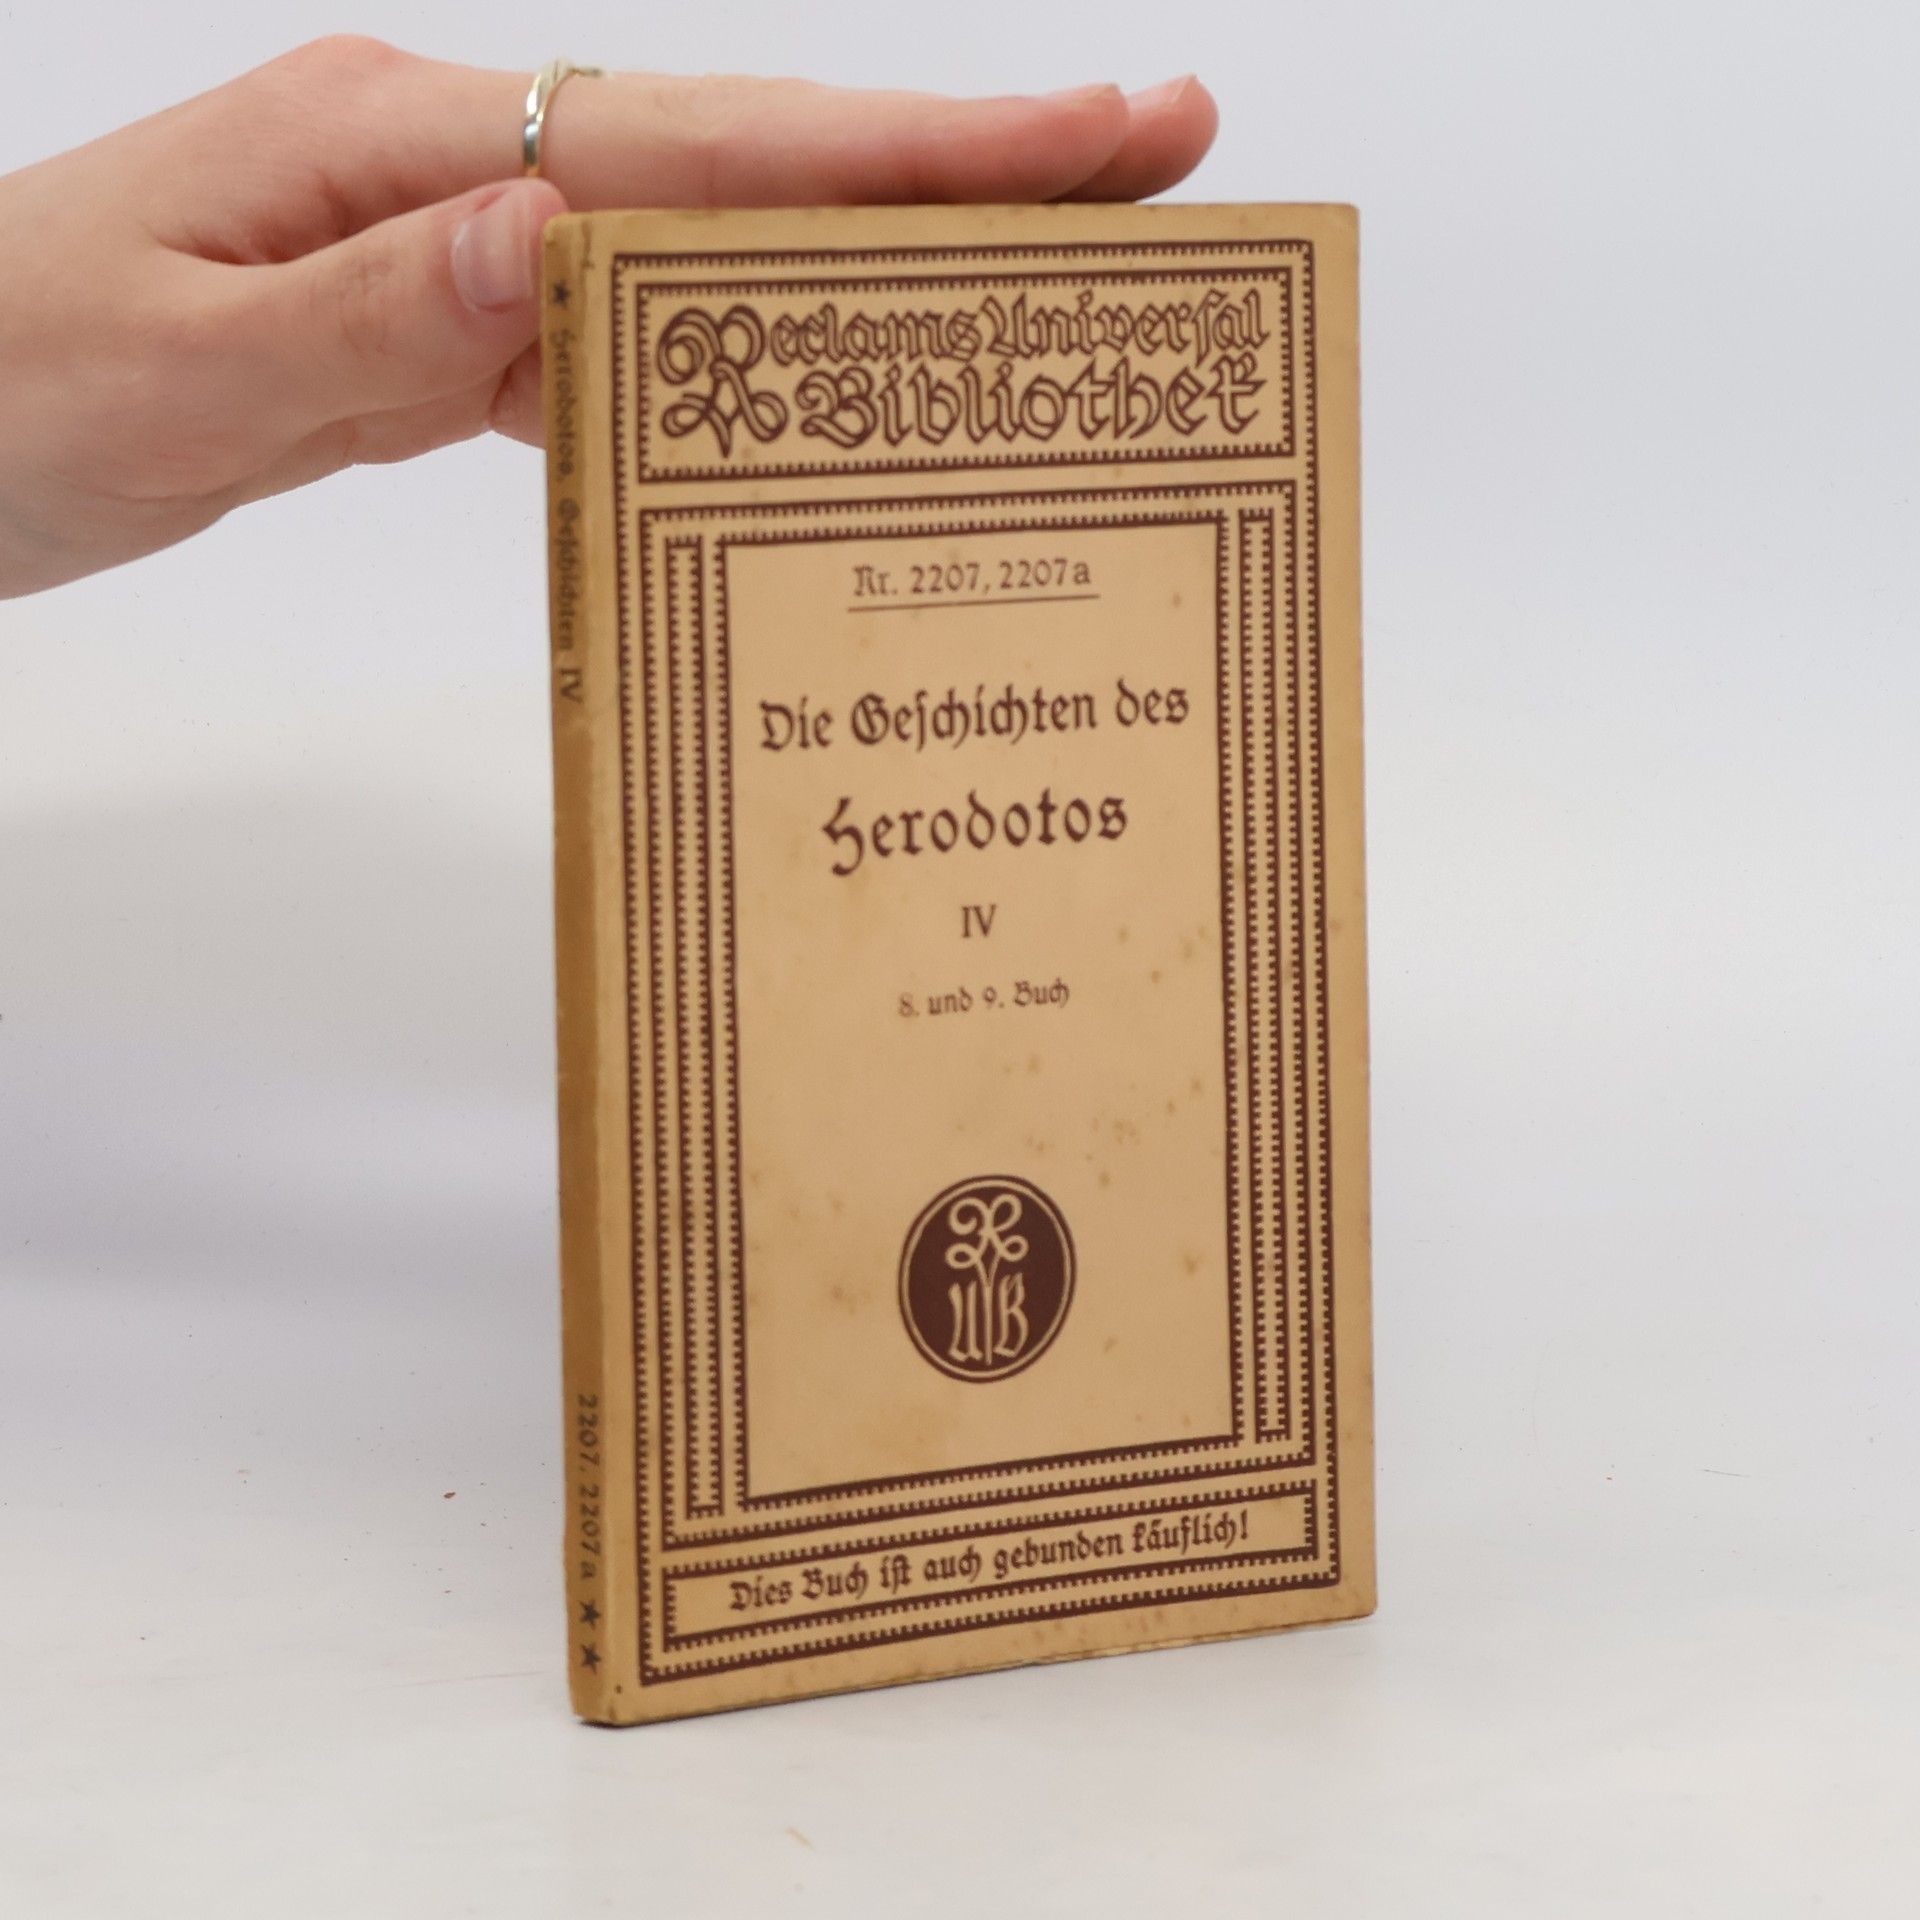 Reclams Universal
Bibliothek
Nr. 2207, 2207a
Die Geſchichten des
Herodotos
IV
8. und 9. Buch
R
UB
Dies Buch iſt auch gebunden käuflich!
★ Herodotos, Geſchichten IV
2207, 2207a ★★